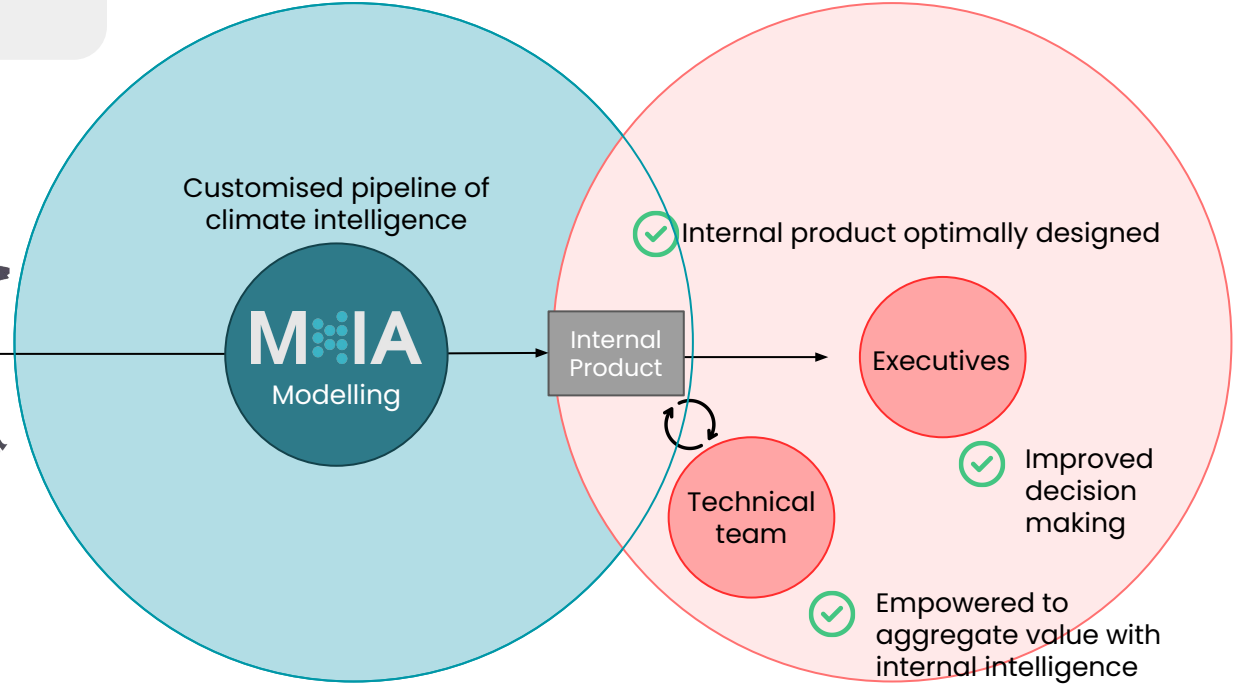 Customised pipeline of
climate intelligence
Modelling
Internal
Product
Internal product optimally designed
Executives
Improved
decision
making
Technical
team
Empowered to
aggregate value with
internal intelligence